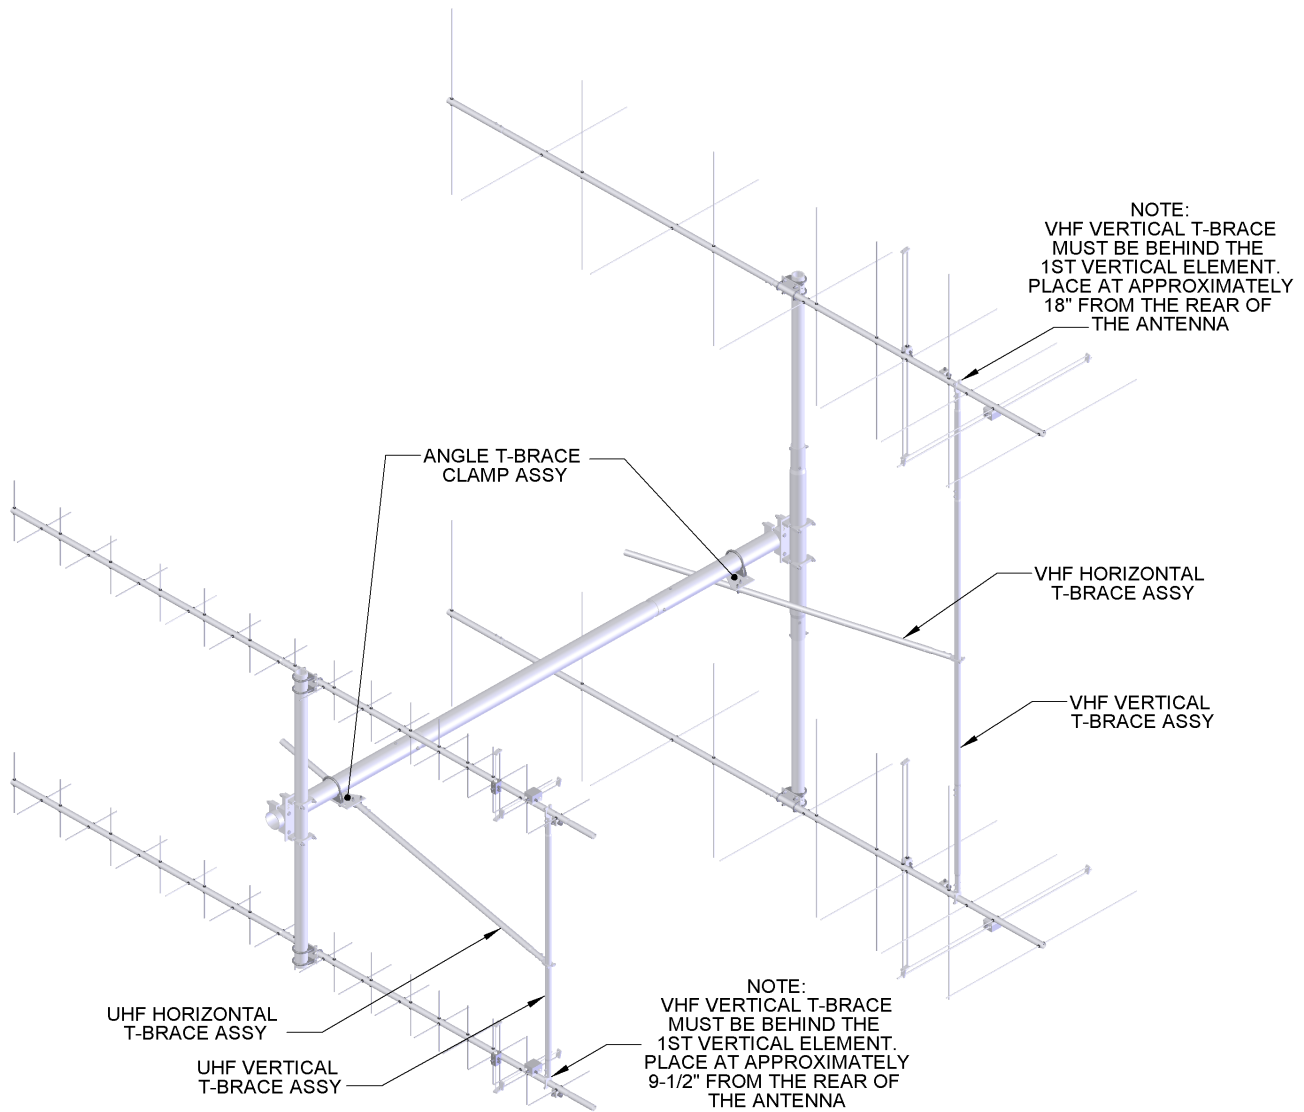 NOTE:
VHF VERTICAL T-BRACE
MUST BE BEHIND THE
1ST VERTICAL ELEMENT.
PLACE AT APPROXIMATELY
18" FROM THE REAR OF
THE ANTENNA
ANGLE T-BRACE
CLAMP ASSY
VHF HORIZONTAL
T-BRACE ASSY
VHF VERTICAL
T-BRACE ASSY
UHF HORIZONTAL
T-BRACE ASSY
UHF VERTICAL
T-BRACE ASSY
NOTE:
VHF VERTICAL T-BRACE
MUST BE BEHIND THE
1ST VERTICAL ELEMENT.
PLACE AT APPROXIMATELY
9-1/2" FROM THE REAR OF
THE ANTENNA